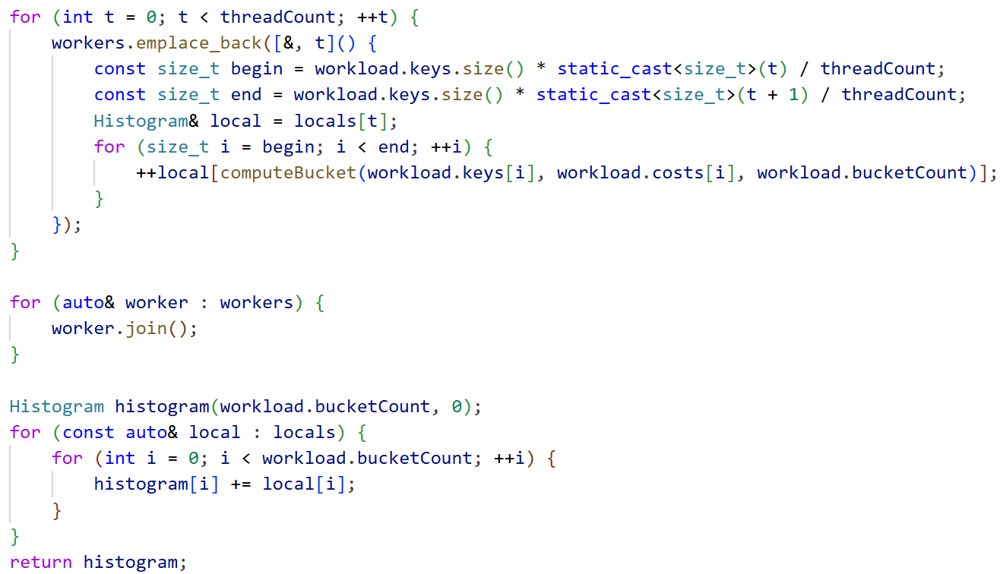 for (int t = 0; t < threadCount; ++t) {
    workers.emplace_back([&, t]() {
        const size_t begin = workload.keys.size() * static_cast<size_t>(t) / threadCount;
        const size_t end = workload.keys.size() * static_cast<size_t>(t + 1) / threadCount;
        Histogram& local = locals[t];
        for (size_t i = begin; i < end; ++i) {
            ++local[computeBucket(workload.keys[i], workload.costs[i], workload.bucketCount)];
        }
    });
}

for (auto& worker : workers) {
    worker.join();
}

Histogram histogram(workload.bucketCount, 0);
for (const auto& local : locals) {
    for (int i = 0; i < workload.bucketCount; ++i) {
        histogram[i] += local[i];
    }
}
return histogram;